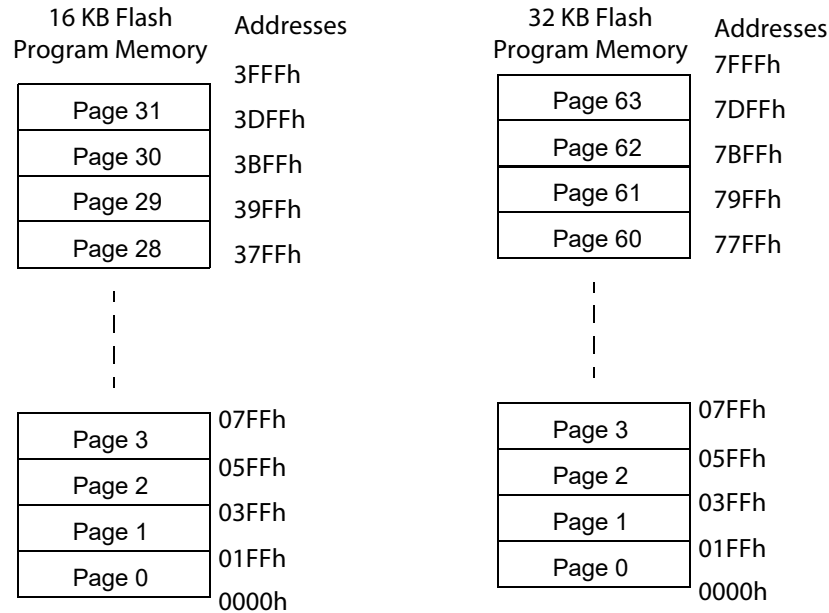 16 KB Flash
Program Memory
Addresses
3FFFh
Page 31
3DFFh
Page 30
3BFFh
Page 29
39FFh
Page 28
37FFh
07FFh
Page 3
05FFh
Page 2
03FFh
Page 1
01FFh
Page 0
0000h
32 KB Flash
Program Memory
Addresses
7FFFh
Page 63
7DFFh
Page 62
7BFFh
Page 61
79FFh
Page 60
77FFh
07FFh
Page 3
05FFh
Page 2
03FFh
Page 1
01FFh
Page 0
0000h